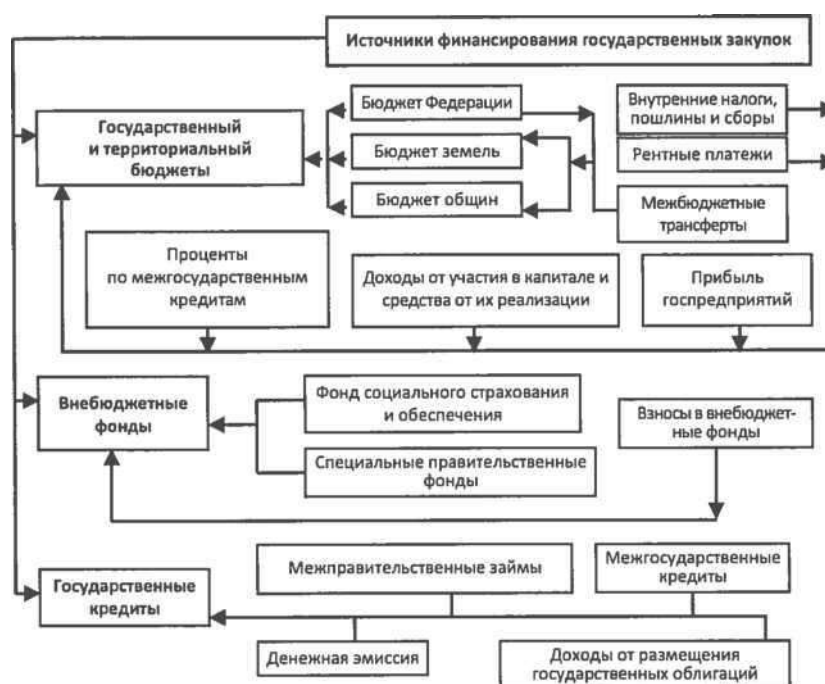 Источники финансирования государственных закупок
Государственный
и территориальный
бюджеты
Бюджет Федерации
Бюджет земель
Бюджет общин
Внутренние налоги,
пошлины и сборы
Рентные платежи
Межбюджетные
трансферты
Проценты
по межгосударственным
кредитам
Доходы от участия в капитале и
средства от их реализации
Прибыль
госпредприятий
Внебюджетные
фонды
Фонд социального страхования
и обеспечения
Специальные правительственные
фонды
Взносы в внебюджет-
ные фонды
Государственные
кредиты
Межправительственные займы
Межгосударственные
кредиты
Денежная эмиссия
Доходы от размещения
государственных облигаций